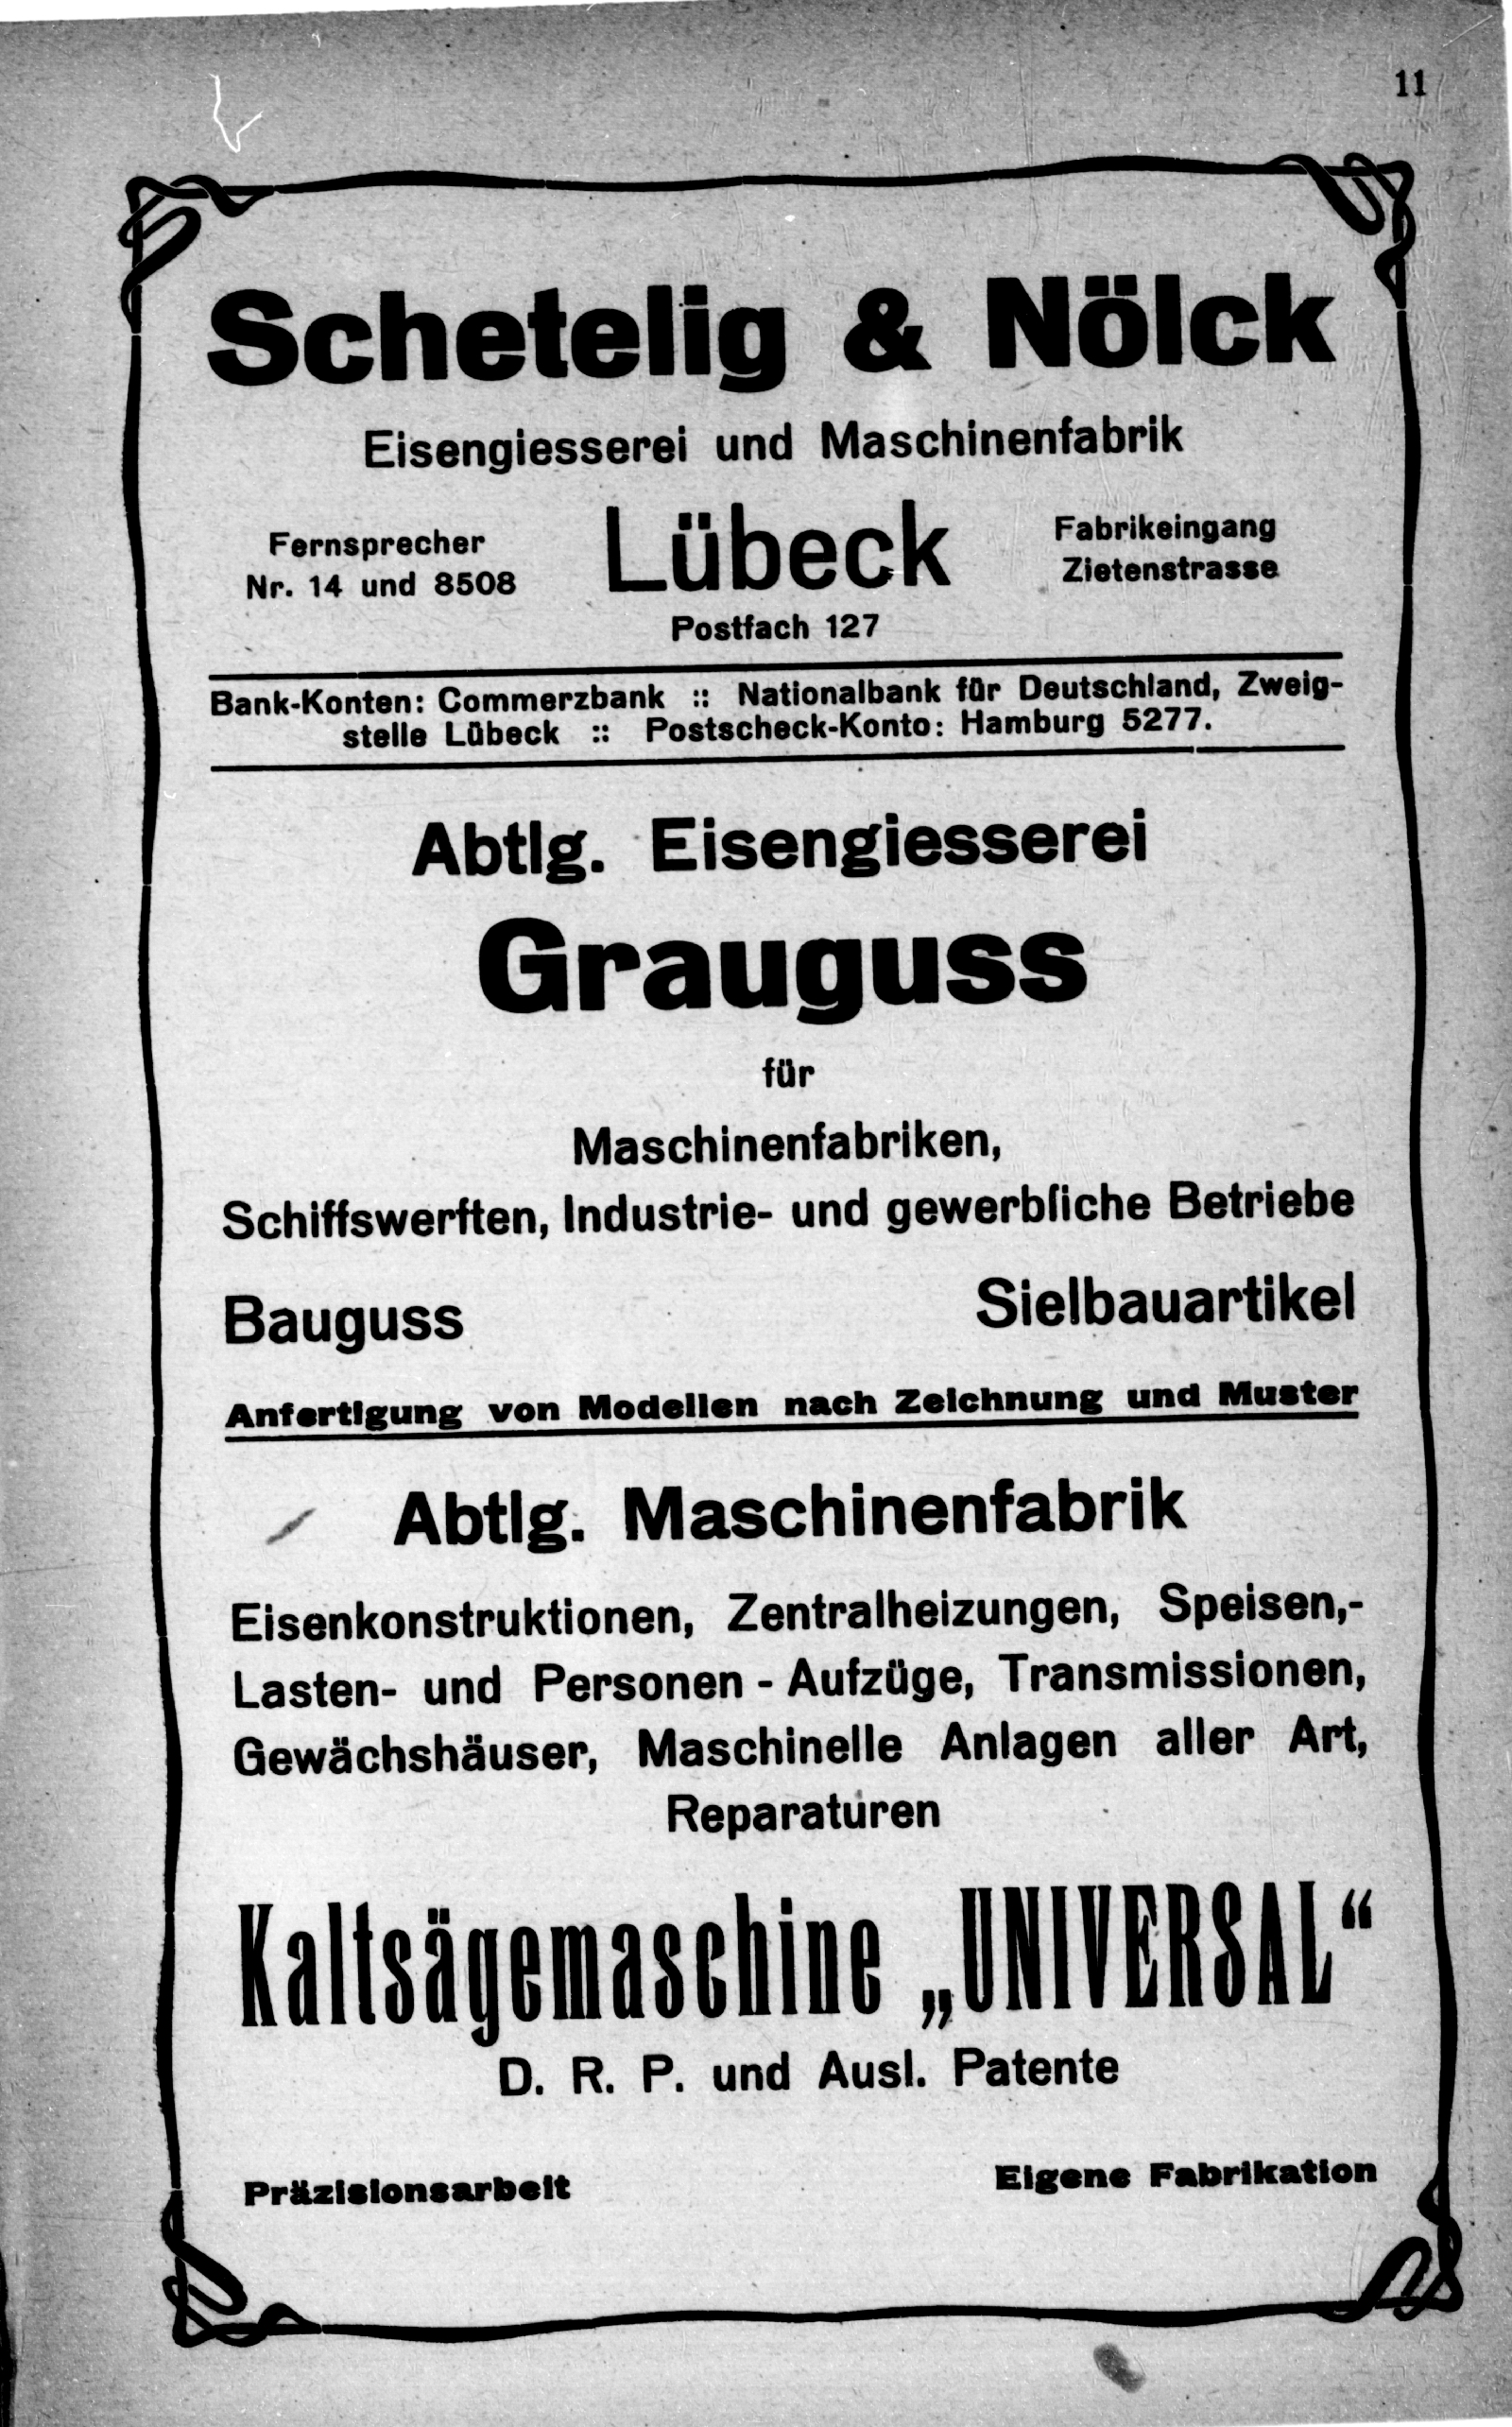 11
Schetelig & Nölck
Eisengiesserei und Maschinenfabrik
Fernsprecher
Nr. 14 und 8508
Lübeck
Postfach 127
Fabrikeingang
Zietenstrasse
Bank-Konten: Commerzbank :: Nationalbank für Deutschland, Zweig-
stelle Lübeck :: Postscheck-Konto: Hamburg 5277.
Abtlg. Eisengiesserei
Grauguss
für
Maschinenfabriken,
Schiffswerften, Industrie- und gewerbliche Betriebe
Bauguss Sielbauartikel
Anfertigung von Modellen nach Zeichnung und Muster
Abtlg. Maschinenfabrik
Eisenkonstruktionen, Zentralheizungen, Speisen,-
Lasten- und Personen - Aufzüge, Transmissionen,
Gewächshäuser, Maschinelle Anlagen aller Art,
Reparaturen
Kaltsägemaschine „UNIVERSAL“
D. R. P. und Ausl. Patente
Präzisionsarbeit Eigene Fabrikation